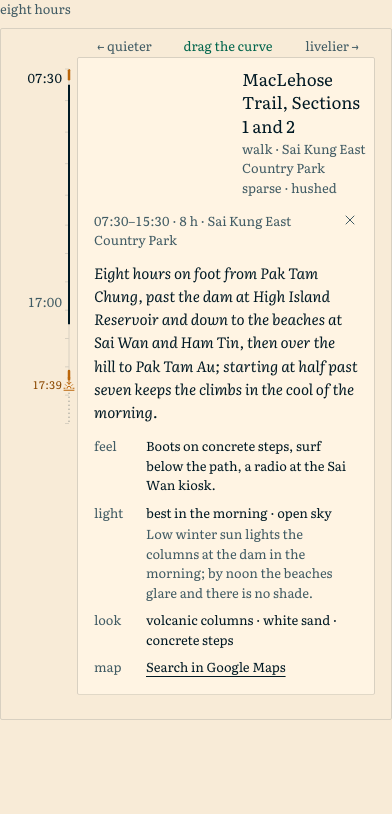 eight hours
← quieter drag the curve livelier →
07:30
MacLehose
Trail, Sections
1 and 2
walk · Sai Kung East
Country Park
sparse · hushed
07:30–15:30 · 8 h · Sai Kung East
Country Park
×
Eight hours on foot from Pak Tam
Chung, past the dam at High Island
Reservoir and down to the beaches at
Sai Wan and Ham Tin, then over the
hill to Pak Tam Au; starting at half past
seven keeps the climbs in the cool of the
morning.
17:00
17:39
feel Boots on concrete steps, surf
below the path, a radio at the Sai
Wan kiosk.
light best in the morning · open sky
Low winter sun lights the
columns at the dam in the
morning; by noon the beaches
glare and there is no shade.
look volcanic columns · white sand ·
concrete steps
map Search in Google Maps